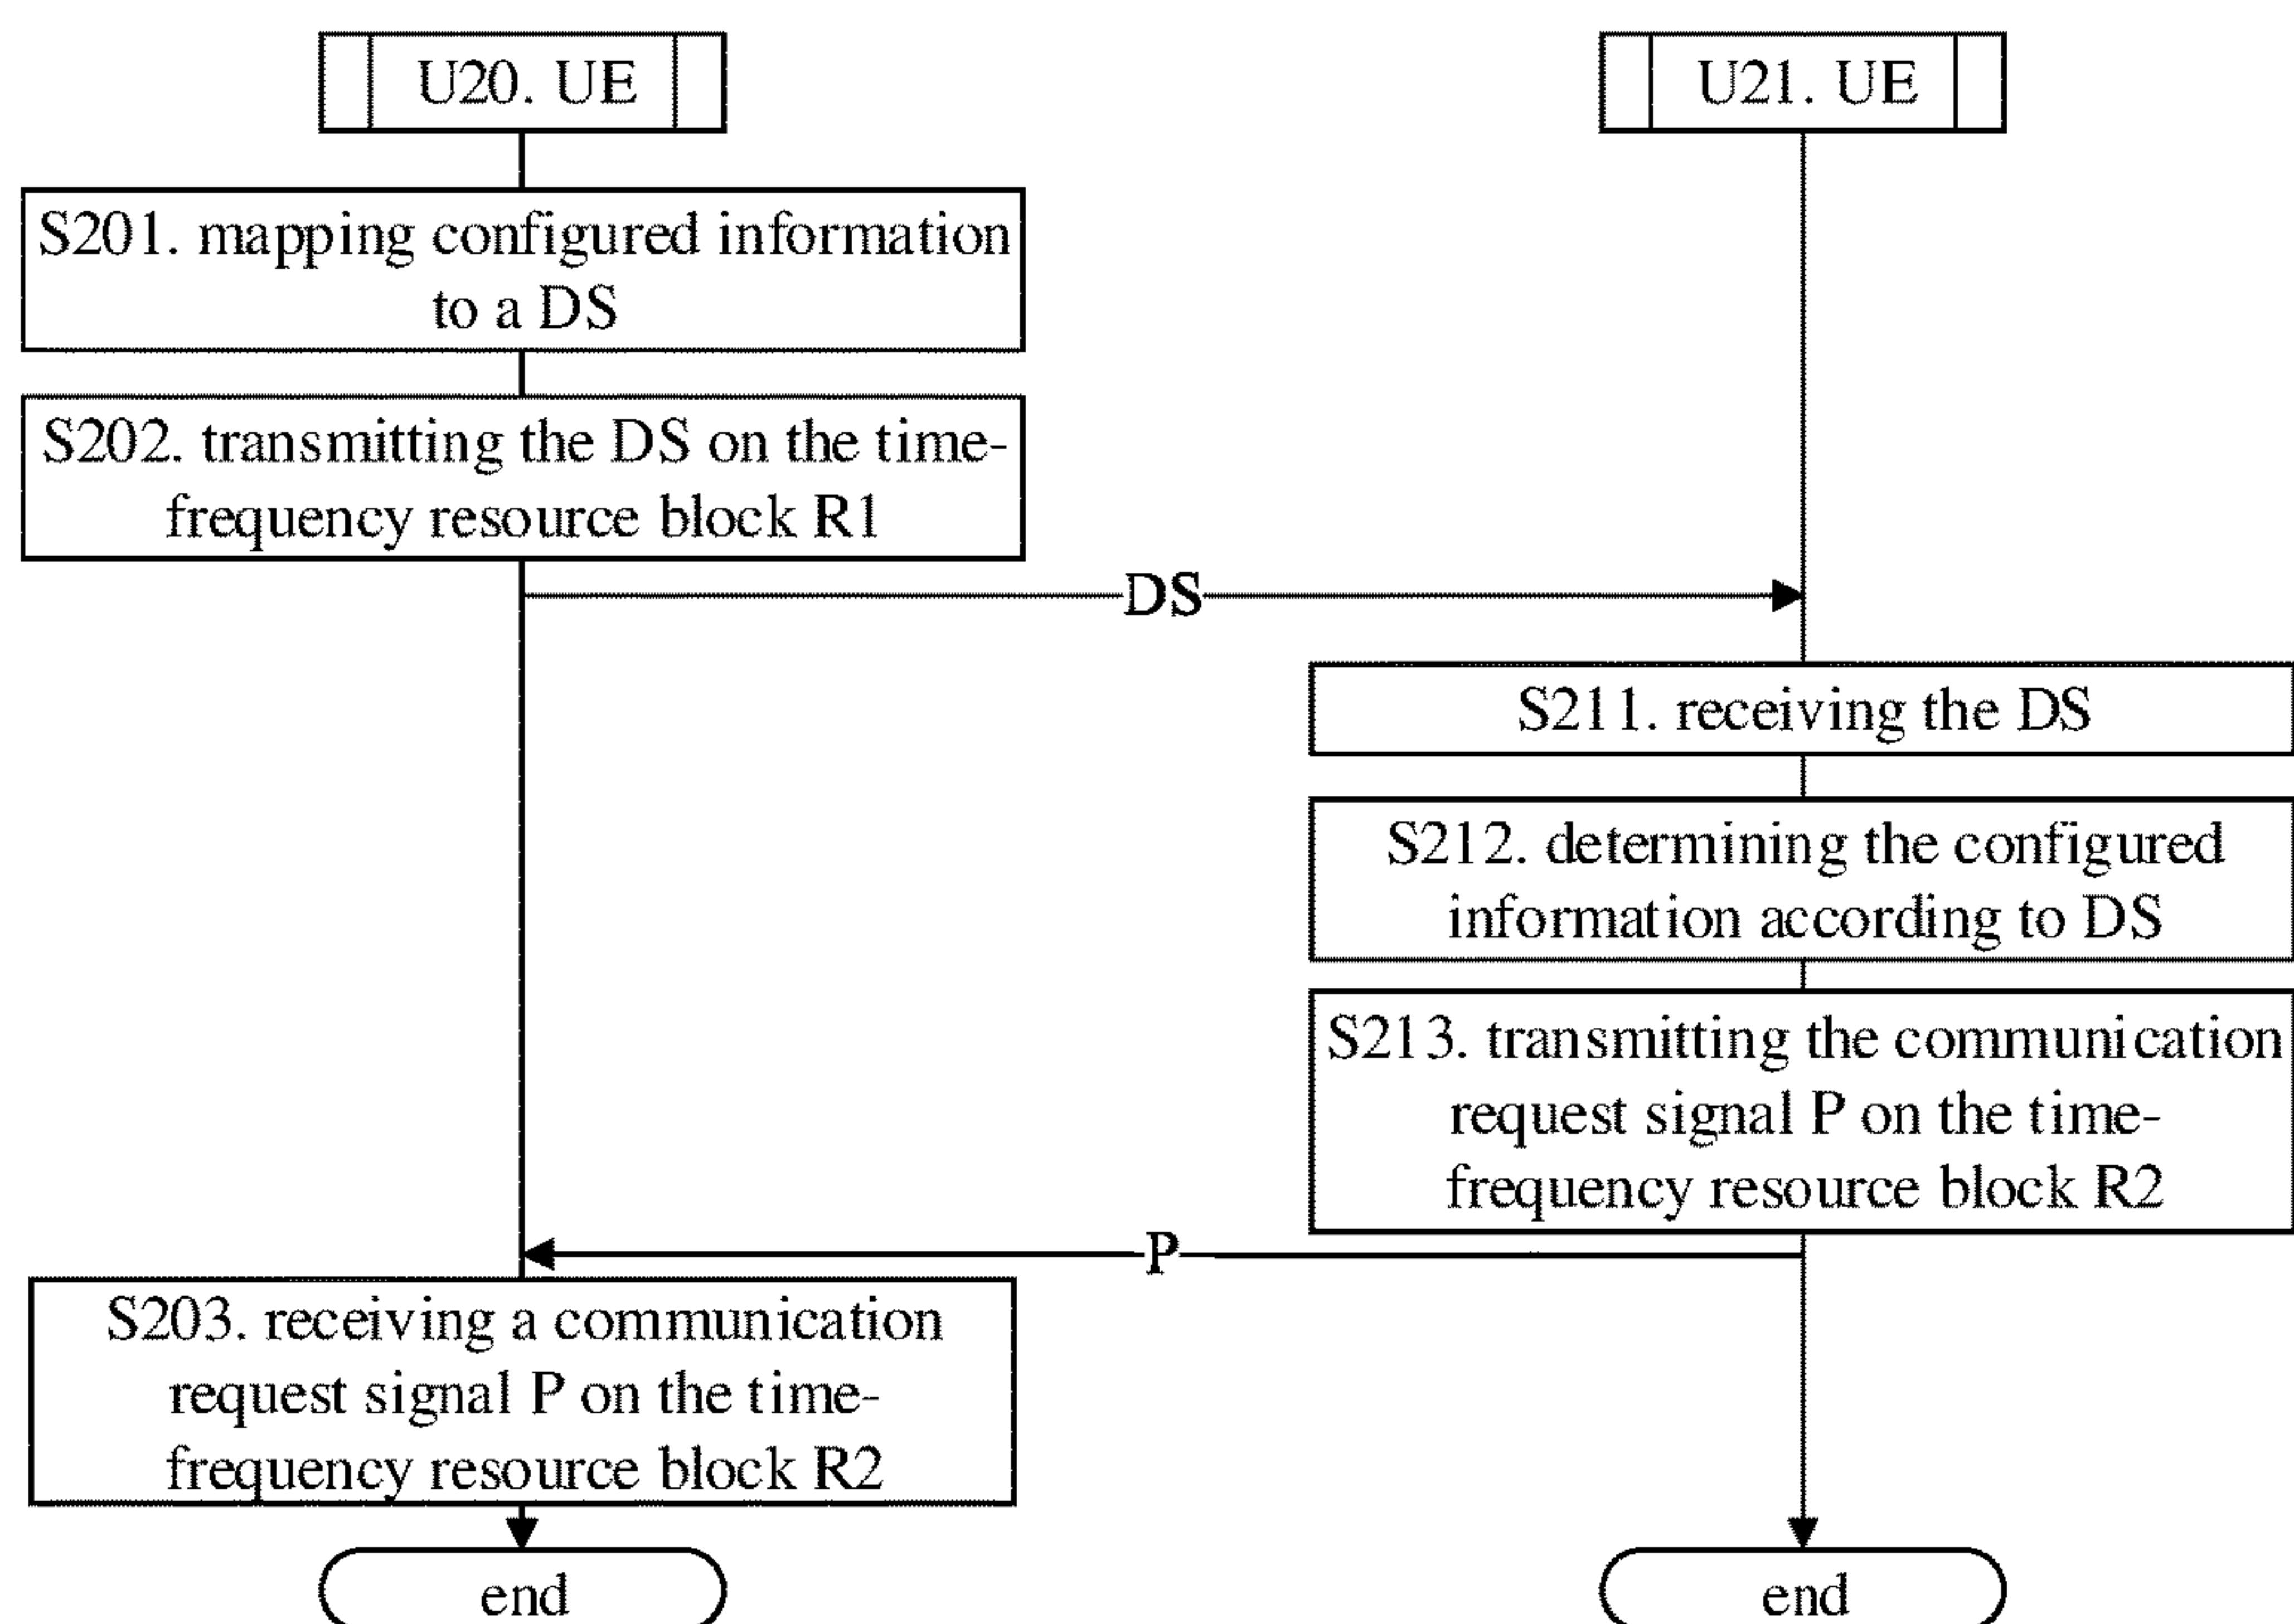 U20. UE
U21. UE
S201. mapping configured information
to a DS
S202. transmitting the DS on the time-
frequency resource block R1
DS
S211. receiving the DS
S212. determining the configured
information according to DS
S213. transmitting the communication
request signal P on the time-
frequency resource block R2
P
S203. receiving a communication
request signal P on the time-
frequency resource block R2
end
end